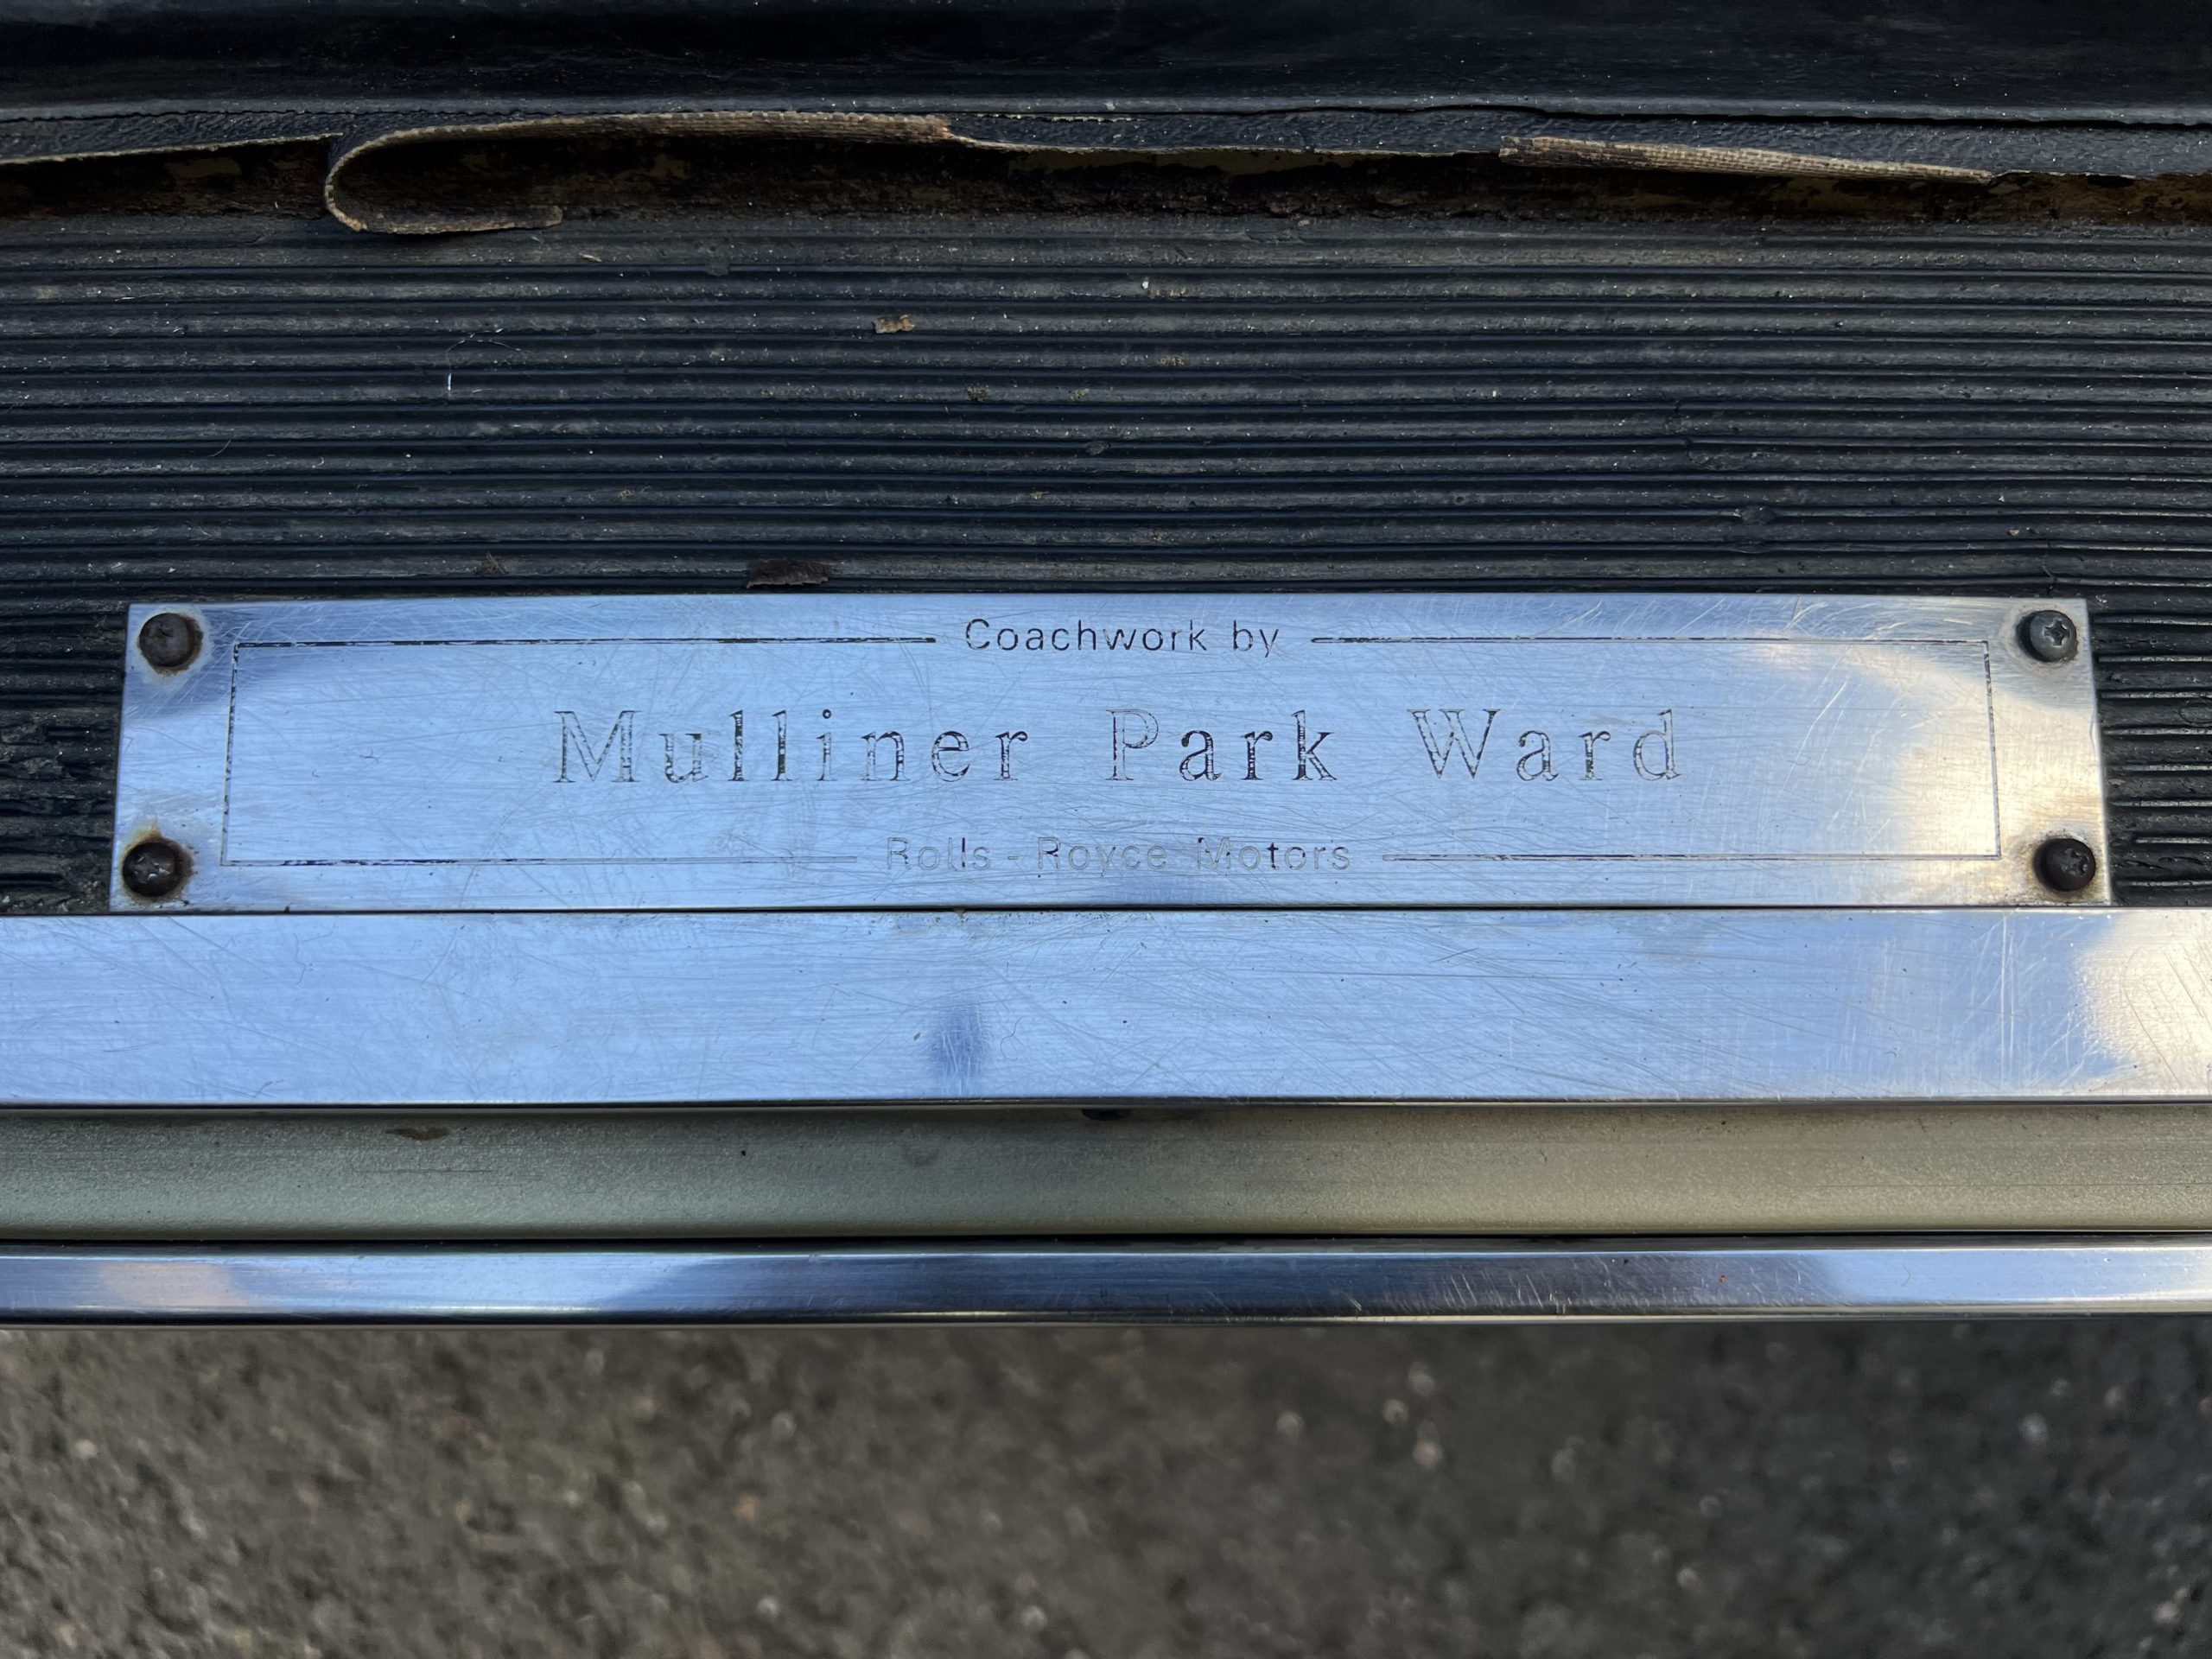 Coachwork by
Mulliner Park Ward
Rolls-Royce Motors